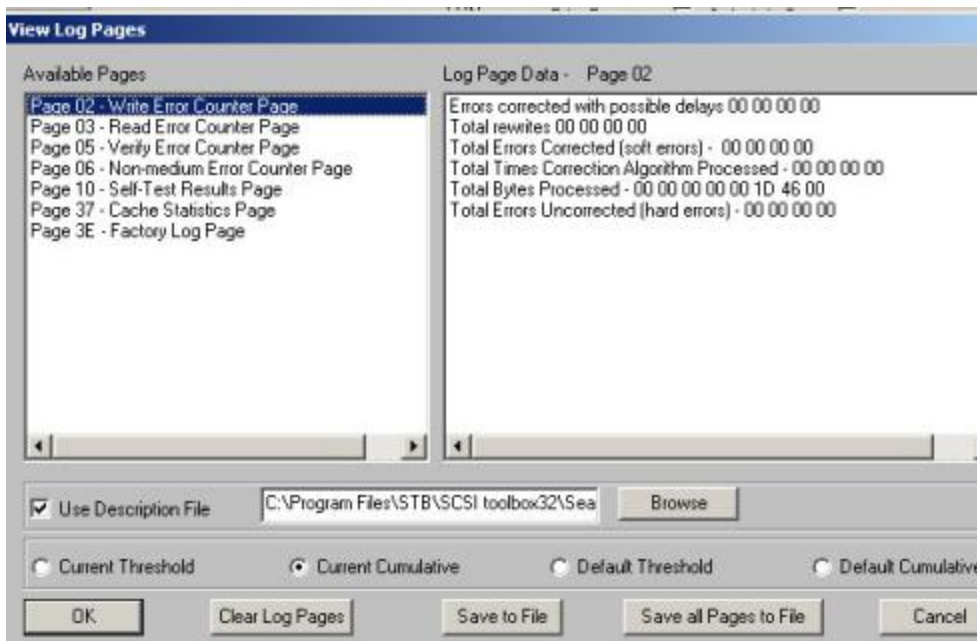 View Log Pages
Available Pages
Page 02 - Write Error Counter Page
Page 03 - Read Error Counter Page
Page 05 - Verify Error Counter Page
Page 06 - Non-medium Error Counter Page
Page 10 - Self-Test Results Page
Page 37 - Cache Statistics Page
Page 3E - Factory Log Page
Log Page Data - Page 02
Errors corrected with possible delays 00 00 00 00
Total rewrites 00 00 00 00
Total Errors Corrected (soft errors) - 00 00 00 00
Total Times Correction Algorithm Processed - 00 00 00 00
Total Bytes Processed - 00 00 00 00 00 1D 46 00
Total Errors Uncorrected (hard errors) - 00 00 00 00
Use Description File
C:\Program Files\STB\SCSI toolbox32\Sea
Browse
Current Threshold
Current Cumulative
Default Threshold
Default Cumulative
OK
Clear Log Pages
Save to File
Save all Pages to File
Cancel